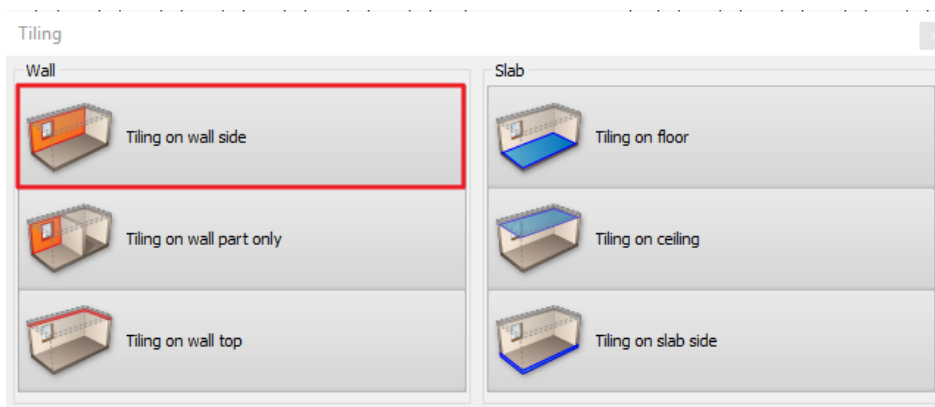 Tiling
Wall
Tiling on wall side
Tiling on wall part only
Tiling on wall top
Slab
Tiling on floor
Tiling on ceiling
Tiling on slab side